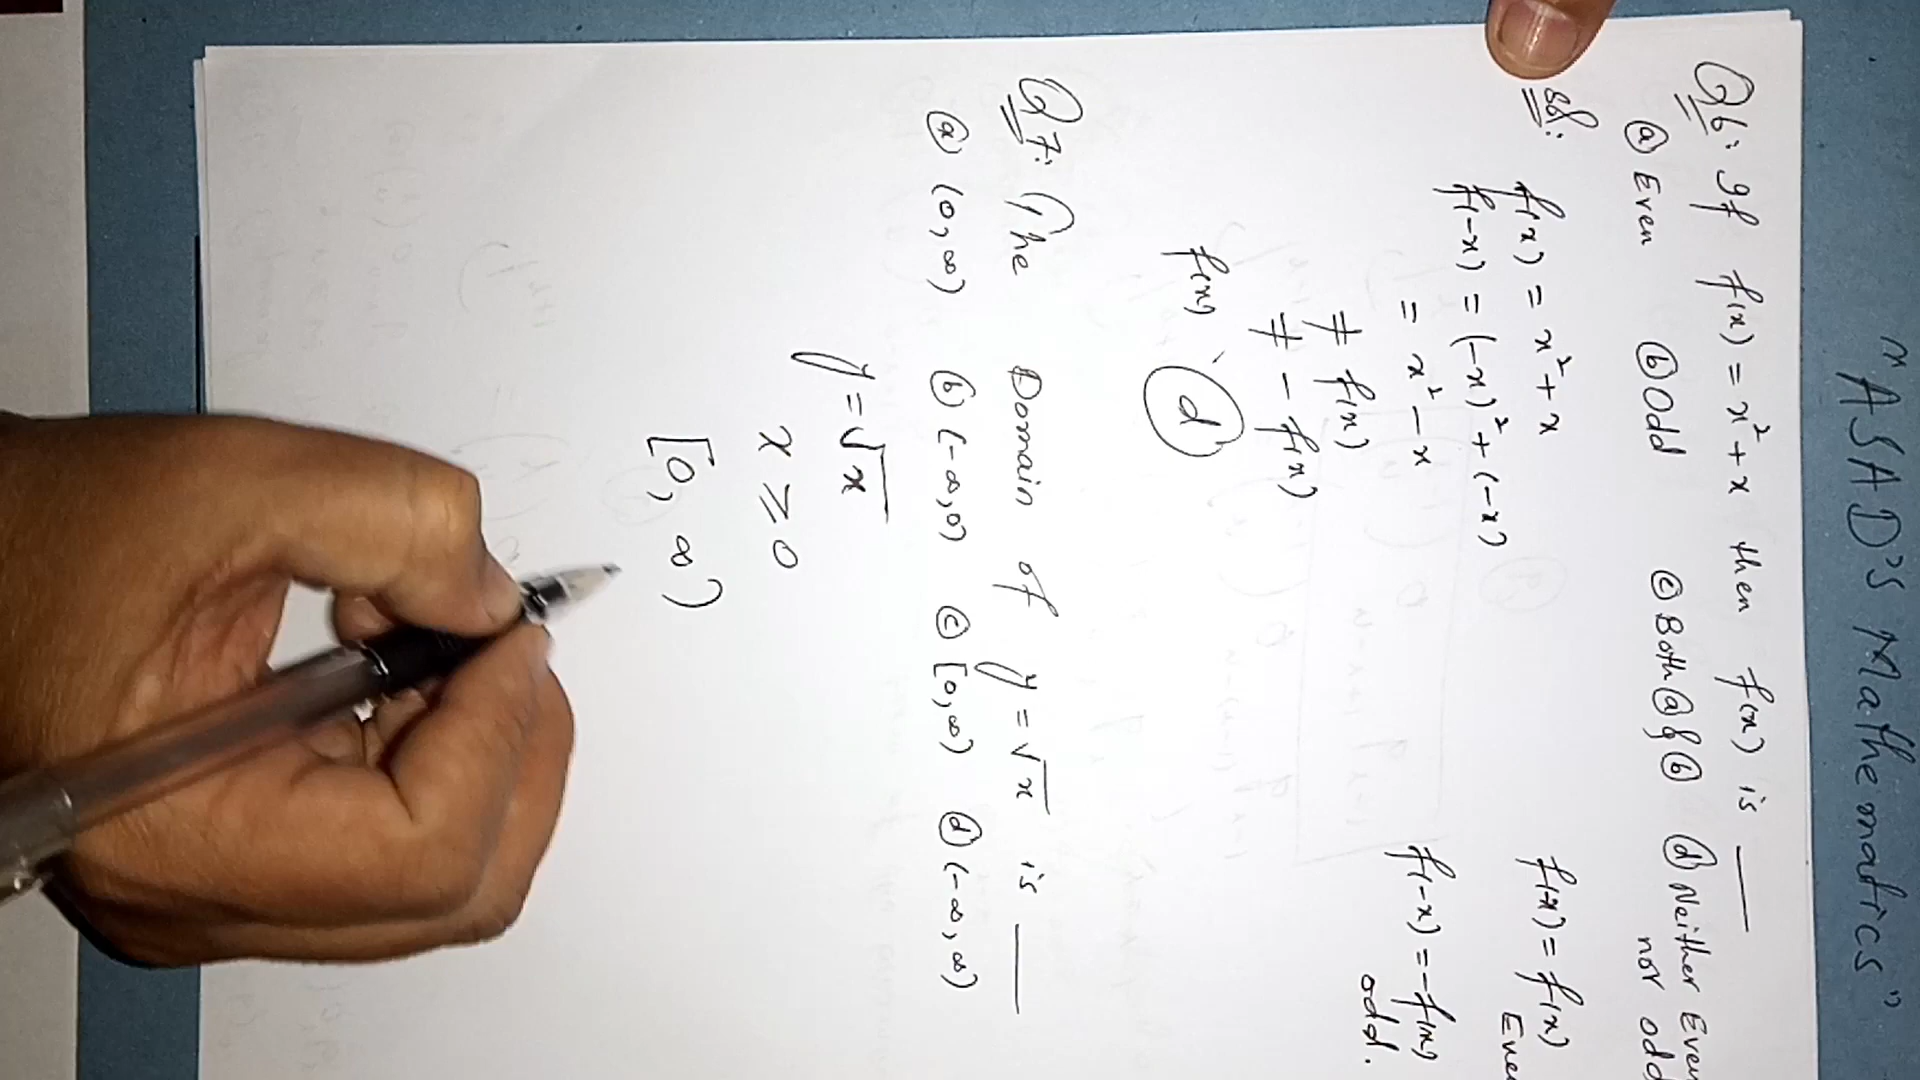 "ASAD's Mathematics"
Q6: If f(x) = x² + x then f(x) is ___
ⓐ Even ⓑ Odd ⓒ Both ⓐ & ⓑ ⓓ Neither Even
nor odd
Sol:
f(x) = x² + x
f(-x) = (-x)² + (-x)
= x² - x
≠ f(x)
≠ - f(x)
f(x)
ⓓ
f(-x) = f(x)
Even
f(-x) = -f(x)
odd.
Q7: The Domain of y = √x is ___
ⓐ (0, ∞) ⓑ (-∞, 0) ⓒ [0, ∞) ⓓ (-∞, ∞)
y = √x
x ≥ 0
[0, ∞)